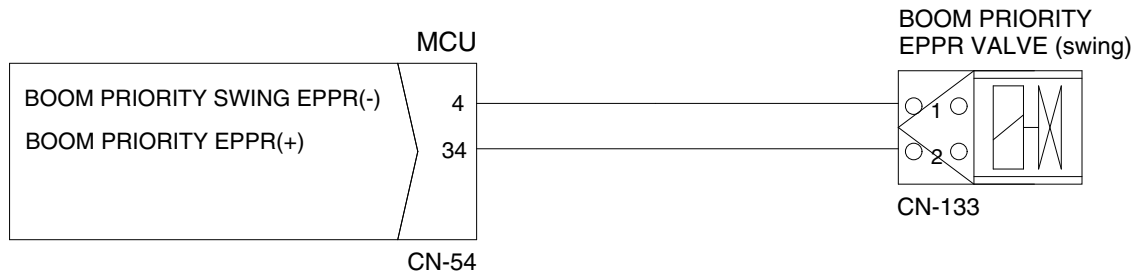 BOOM PRIORITY
EPPR VALVE (swing)
MCU
BOOM PRIORITY SWING EPPR(-)
4
1
BOOM PRIORITY EPPR(+)
34
2
CN-133
CN-54